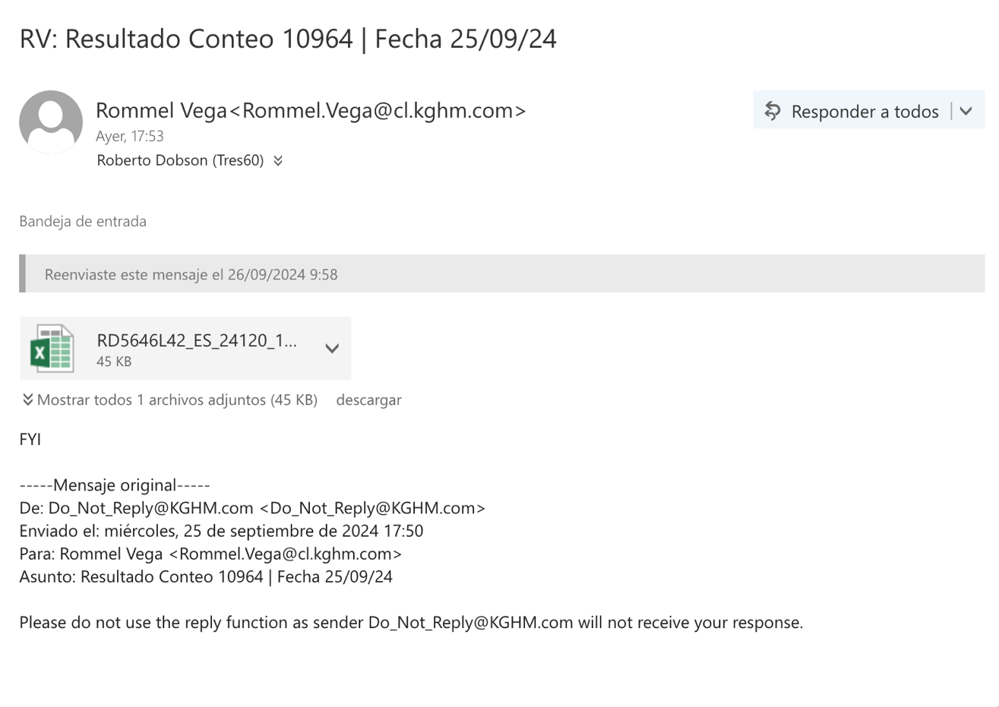 RV: Resultado Conteo 10964 | Fecha 25/09/24
Rommel Vega<Rommel.Vega@cl.kghm.com>
Responder a todos
Ayer, 17:53
Roberto Dobson (Tres60)
Bandeja de entrada
Reenviaste este mensaje el 26/09/2024 9:58
RD5646L42_ES_24120_1...
45 KB
Mostrar todos 1 archivos adjuntos (45 KB) descargar
FYI
-----Mensaje original-----
De: Do_Not_Reply@KGHM.com <Do_Not_Reply@KGHM.com>
Enviado el: miércoles, 25 de septiembre de 2024 17:50
Para: Rommel Vega <Rommel.Vega@cl.kghm.com>
Asunto: Resultado Conteo 10964 | Fecha 25/09/24
Please do not use the reply function as sender Do_Not_Reply@KGHM.com will not receive your response.